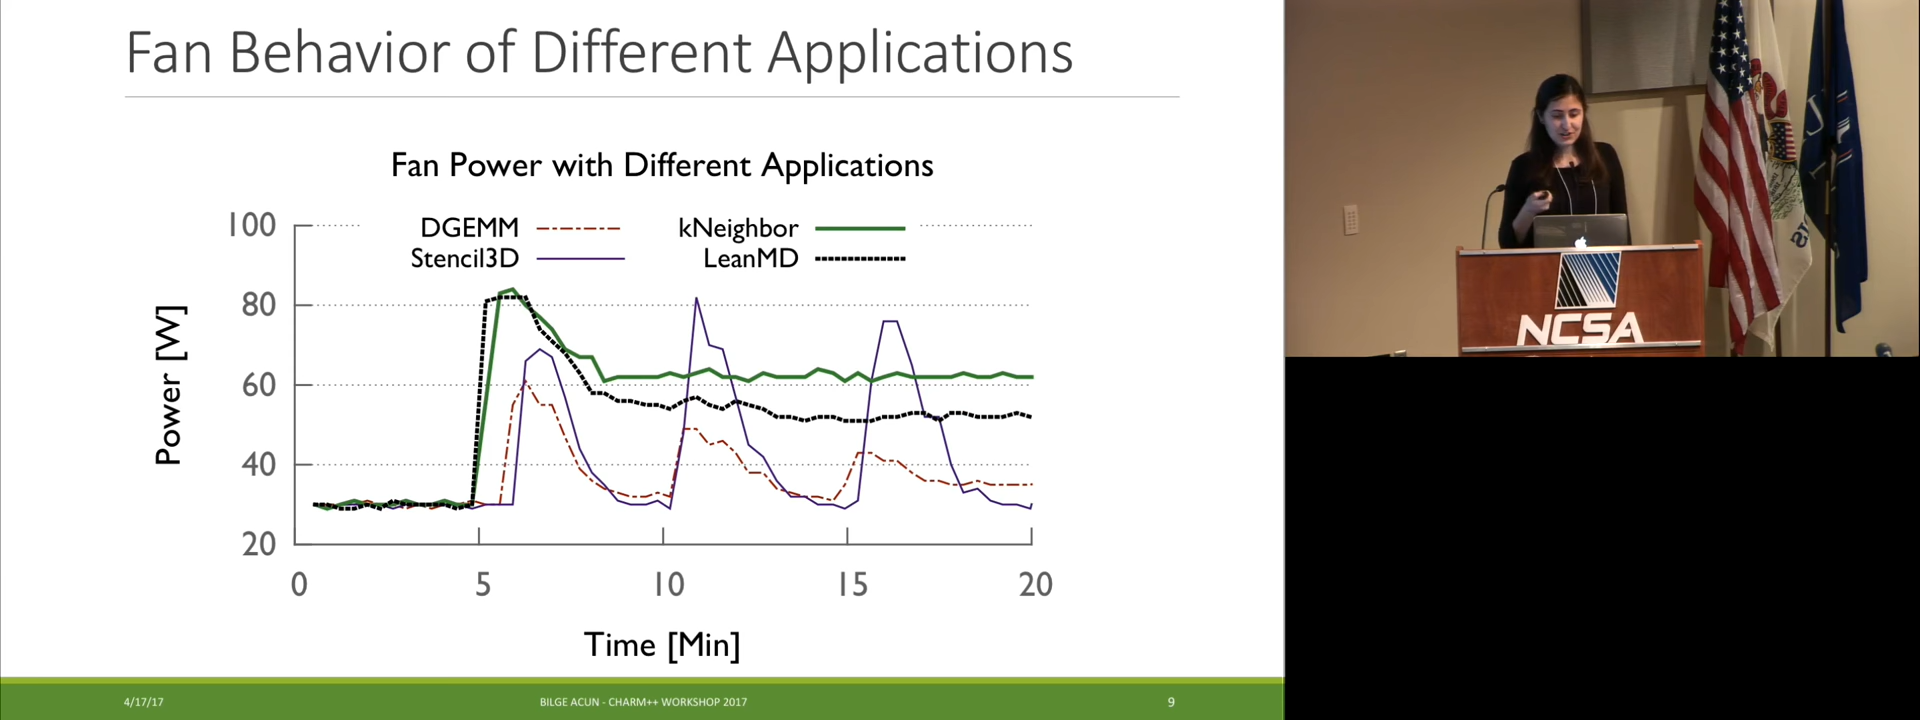 Fan Behavior of Different Applications
Fan Power with Different Applications
DGEMM
kNeighbor
Stencil3D
LeanMD
100
80
60
40
20
Power [W]
0 5 10 15 20
Time [Min]
4/17/17
BILGE ACUN - CHARM++ WORKSHOP 2017
9
NCSA